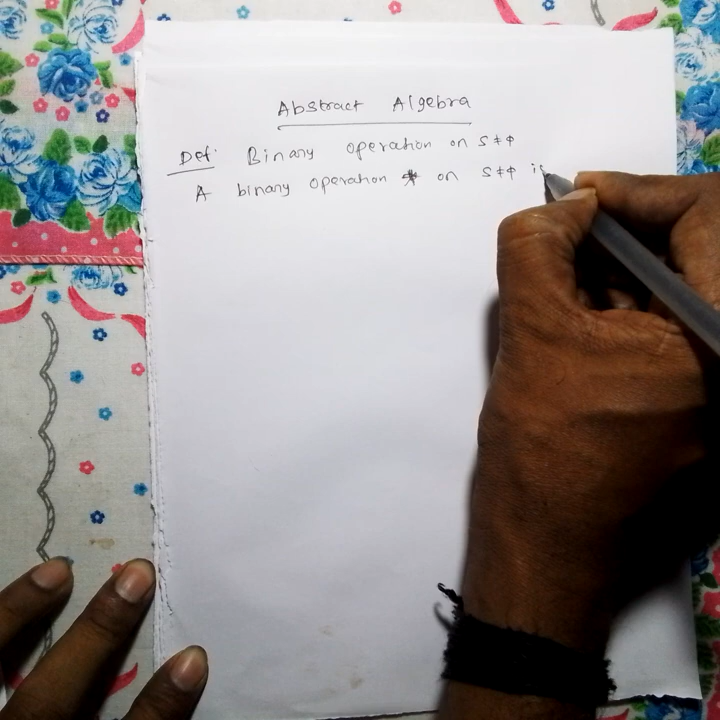 Abstract Algebra
Def: Binary operation on S≠φ
A binary operation * on S≠φ is